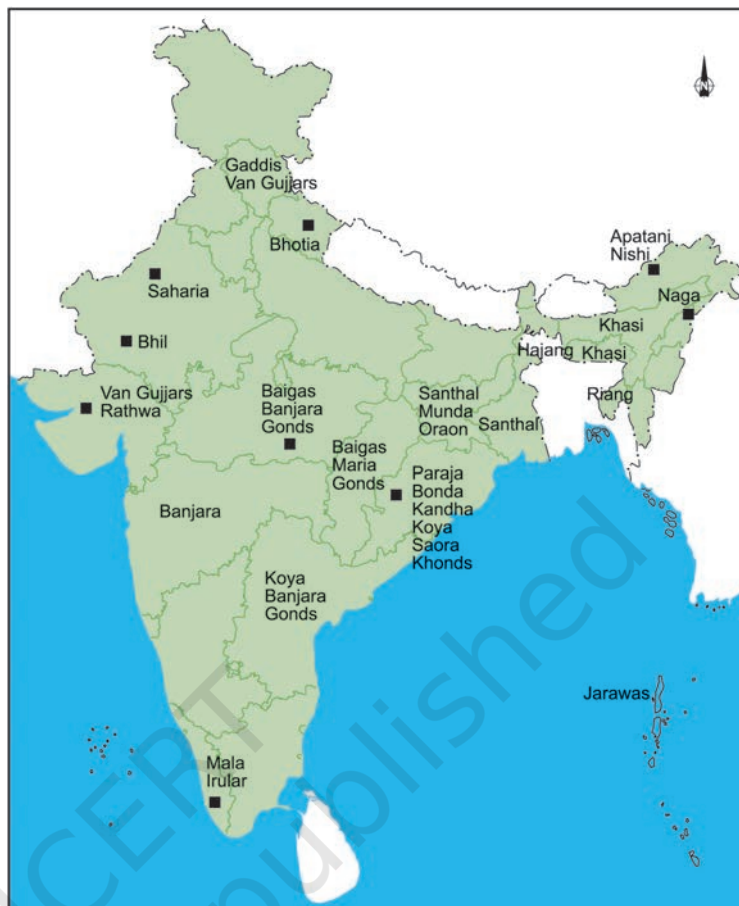 N
Gaddis
Van Gujjars
Bhotia
Apatani
Nishi
Saharia
Naga
Khasi
Bhil
Hajang
Khasi
Van Gujjars
Rathwa
Baigas
Banjara
Gonds
Santhal
Munda
Oraon
Santhal
Riang
Baigas
Maria
Gonds
Paraja
Bonda
Kandha
Koya
Saora
Khonds
Banjara
Koya
Banjara
Gonds
Jarawas
Mala
Irular
NCERT
published